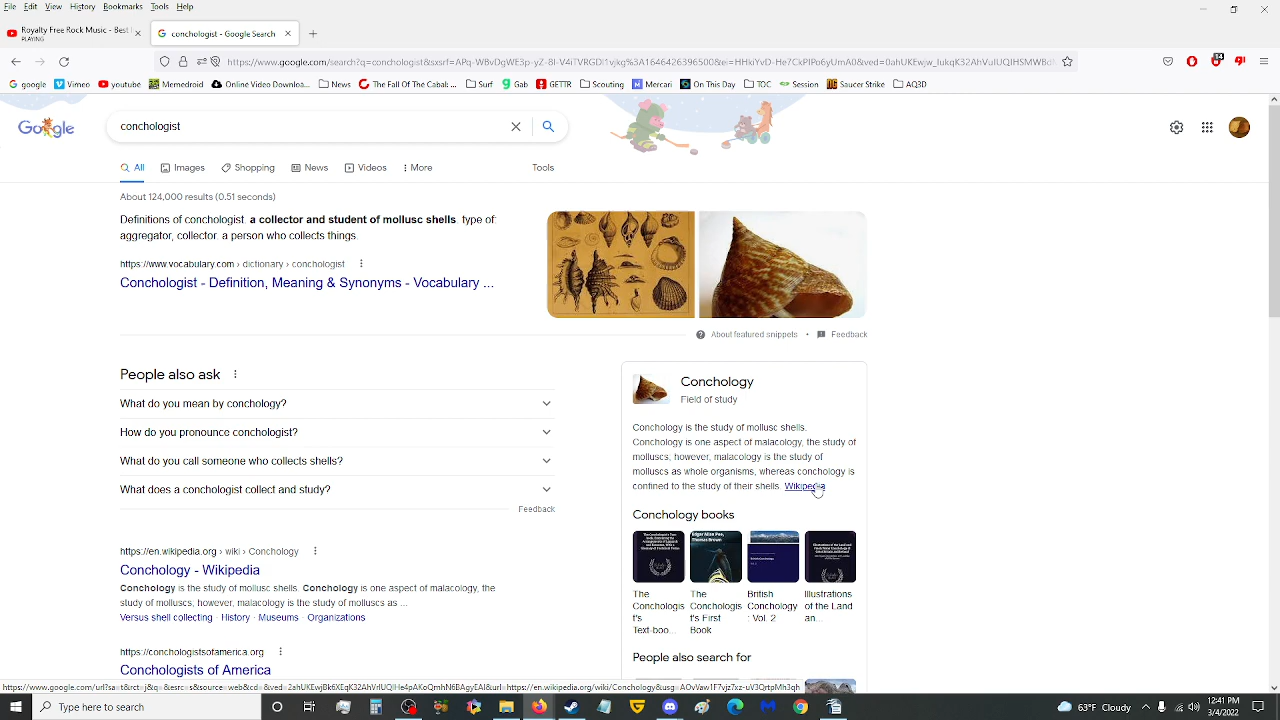 File Edit View History Bookmarks Tools Help
Royalty Free Rock Music - Best
PLAYING
conchologist - Google Search
google Vimeo youtube Memedroid Online Download Video... News The Fall Of The Cabal: ... Surf Gab GETTR Scouting Mercari On This Day TOC Session Saucer Strike AQ3D
Google
conchologist
All Images Shopping News Videos More Tools
About 124,000 results (0.51 seconds)
Definitions of conchologist. a collector and student of mollusc shells. type of:
aggregator, collector. a person who collects things.
https://www.vocabulary.com › dictionary › conchologist
Conchologist - Definition, Meaning & Synonyms - Vocabulary ...
About featured snippets • Feedback
People also ask
What do you mean by conchology?
How do you pronounce conchologist?
What do you call someone who collects shells?
What does a conchologist collect and study?
Feedback
https://en.wikipedia.org › wiki › Conchology
Conchology - Wikipedia
Conchology is the study of mollusc shells. Conchology is one aspect of malacology, the
study of molluscs; however, malacology is the study of molluscs as ...
Versus shell collecting · History · Museums · Organizations
https://conchologistsofamerica.org
Conchologists of America
Conchology
Field of study
Conchology is the study of mollusc shells.
Conchology is one aspect of malacology, the study of
molluscs; however, malacology is the study of
molluscs as whole organisms, whereas conchology is
confined to the study of their shells. Wikipedia
Conchology books
Edgar Allan Poe,
Thomas Brown
The
Conchologis
t's
Text-boo...
The
Conchologis
t's First
Book
British
Conchology
: Vol. 2
Illustrations
of the Land
an...
People also search for
Type here to search
63°F Cloudy
12:41 PM
3/4/2022